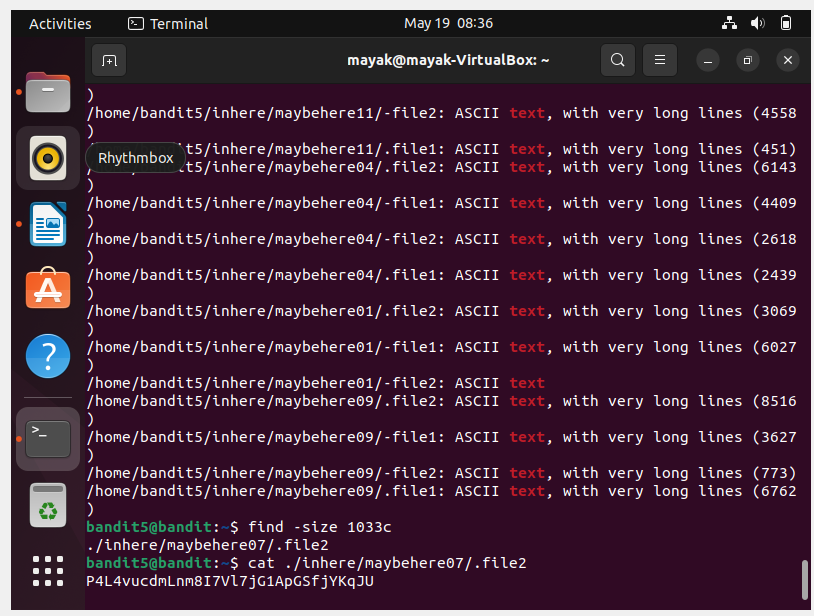 Activities
Terminal
May 19 08:36
mayak@mayak-VirtualBox: ~
)
/home/bandit5/inhere/maybehere11/-file2: ASCII text, with very long lines (4558
)
/home/bandit5/inhere/maybehere11/.file1: ASCII text, with very long lines (451)
Rhythmbox
/home/bandit5/inhere/maybehere04/.file2: ASCII text, with very long lines (6143
)
/home/bandit5/inhere/maybehere04/-file1: ASCII text, with very long lines (4409
)
/home/bandit5/inhere/maybehere04/-file2: ASCII text, with very long lines (2618
)
/home/bandit5/inhere/maybehere04/.file1: ASCII text, with very long lines (2439
)
/home/bandit5/inhere/maybehere01/.file2: ASCII text, with very long lines (3069
)
/home/bandit5/inhere/maybehere01/-file1: ASCII text, with very long lines (6027
)
/home/bandit5/inhere/maybehere01/-file2: ASCII text
/home/bandit5/inhere/maybehere09/.file2: ASCII text, with very long lines (8516
)
/home/bandit5/inhere/maybehere09/-file1: ASCII text, with very long lines (3627
)
/home/bandit5/inhere/maybehere09/-file2: ASCII text, with very long lines (773)
/home/bandit5/inhere/maybehere09/.file1: ASCII text, with very long lines (6762
)
bandit5@bandit:~$ find -size 1033c
./inhere/maybehere07/.file2
bandit5@bandit:~$ cat ./inhere/maybehere07/.file2
P4L4vucdmLnm8I7Vl7jG1ApGSfjYKqJU